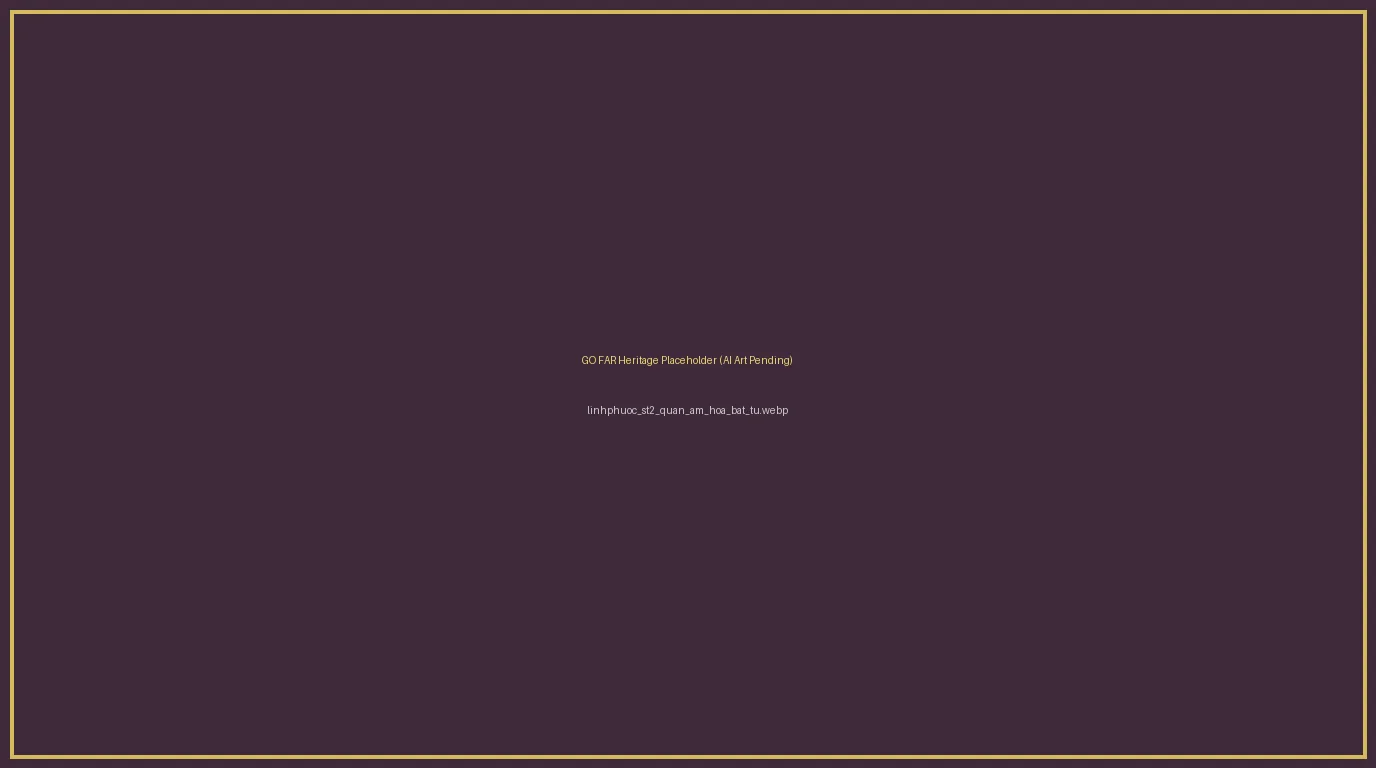 GO FAR Heritage Placeholder (AI Art Pending)
linhphuoc_st2_quan_am_hoa_bat_tu.webp